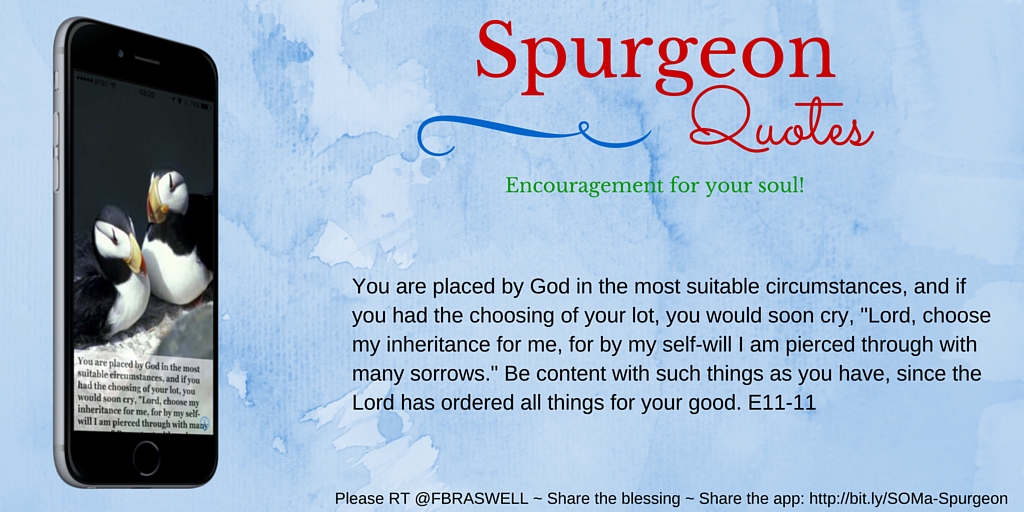 Spurgeon
Quotes
Encouragement for your soul!
You are placed by God in the most suitable circumstances, and if
you had the choosing of your lot, you would soon cry, "Lord, choose
my inheritance for me, for by my self-will I am pierced through with
many sorrows." Be content with such things as you have, since the
Lord has ordered all things for your good. E11-11
Please RT @FBRASWELL ~ Share the blessing ~ Share the app: http://bit.ly/SOMa-Spurgeon
You are placed by God in the most
suitable circumstances, and if you
had the choosing of your lot, you
would soon cry, "Lord, choose my
inheritance for me, for by my self-
will I am pierced through with many